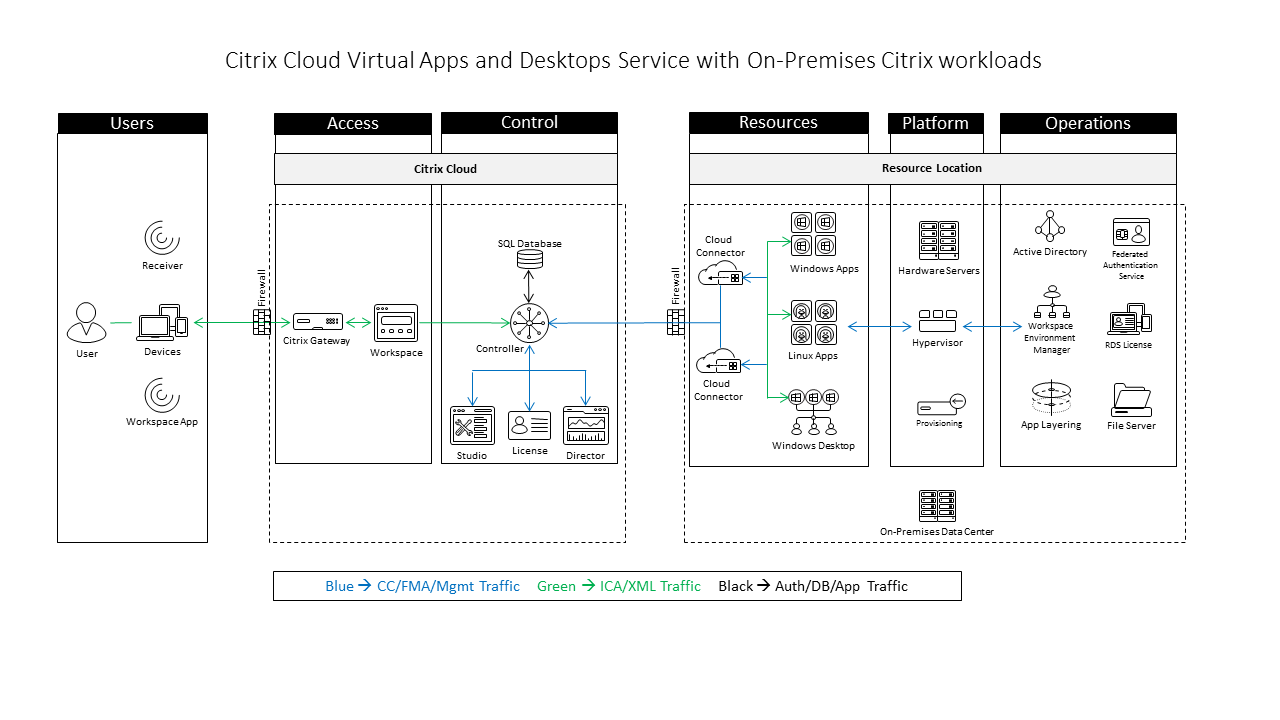 Citrix Cloud Virtual Apps and Desktops Service with On-Premises Citrix workloads
Users
Access
Control
Resources
Platform
Operations
Citrix Cloud
Resource Location
Receiver
User
Devices
Workspace App
Firewall
Citrix Gateway
Workspace
SQL Database
Controller
Studio
License
Director
Firewall
Cloud
Connector
Cloud
Connector
Windows Apps
Linux Apps
Windows Desktop
Hardware Servers
Hypervisor
Provisioning
Active Directory
Federated
Authentication
Service
Workspace
Environment
Manager
RDS License
App Layering
File Server
On-Premises Data Center
Blue → CC/FMA/Mgmt Traffic Green → ICA/XML Traffic Black → Auth/DB/App Traffic